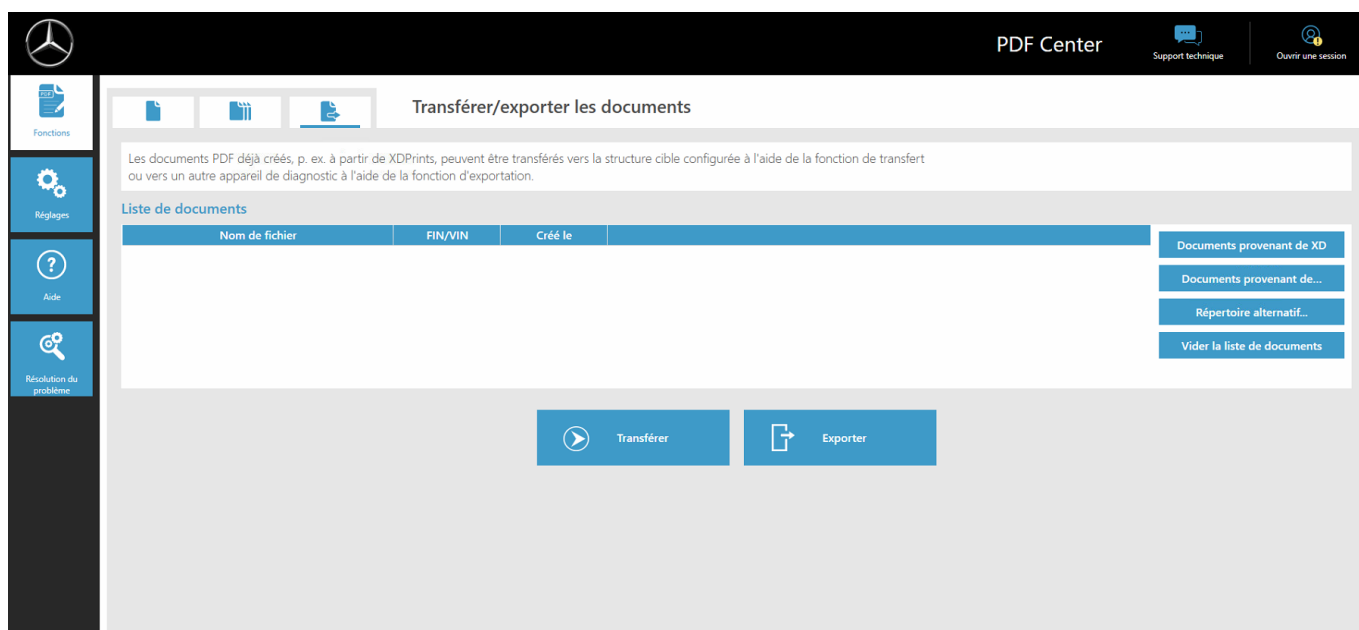 PDF Center
Support technique
Ouvrir une session
PDF
Fonctions
Transférer/exporter les documents
Les documents PDF déjà créés, p. ex. à partir de XDPrints, peuvent être transférés vers la structure cible configurée à l'aide de la fonction de transfert
ou vers un autre appareil de diagnostic à l'aide de la fonction d'exportation.
Réglages
Liste de documents
Nom de fichier FIN/VIN Créé le
Documents provenant de XD
Documents provenant de...
Répertoire alternatif...
Vider la liste de documents
?
Aide
Résolution du
problème
Transférer
Exporter